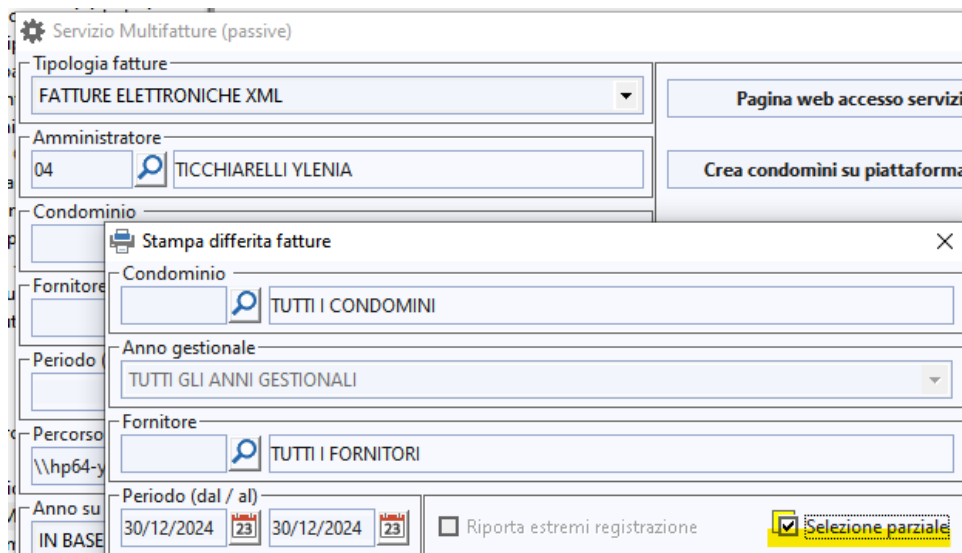 Servizio Multifatture (passive)
Tipologia fatture
FATTURE ELETTRONICHE XML
Pagina web accesso servizi
Amministratore
04 TICCHIARELLI YLENIA
Crea condomìni su piattaforma
Condominio
Stampa differita fatture
Condominio
TUTTI I CONDOMINI
Fornitore
Anno gestionale
TUTTI GLI ANNI GESTIONALI
Periodo (
Fornitore
TUTTI I FORNITORI
Percorso
\\hp64-y
Periodo (dal / al)
Anno su
30/12/2024 23 30/12/2024 23 Riporta estremi registrazione Selezione parziale
IN BASE